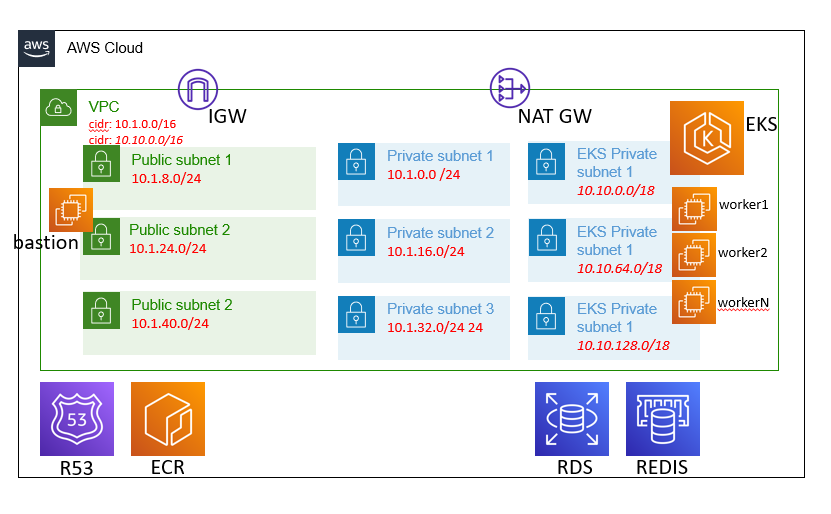 aws
AWS Cloud
VPC
cidr: 10.1.0.0/16
cidr: 10.10.0.0/16
IGW
NAT GW
EKS
K
Public subnet 1
10.1.8.0/24
Private subnet 1
10.1.0.0 /24
EKS Private
subnet 1
10.10.0.0/18
bastion
Public subnet 2
10.1.24.0/24
Private subnet 2
10.1.16.0/24
EKS Private
subnet 1
10.10.64.0/18
worker1
worker2
workerN
Public subnet 2
10.1.40.0/24
Private subnet 3
10.1.32.0/24 24
EKS Private
subnet 1
10.10.128.0/18
53
R53
ECR
RDS
REDIS